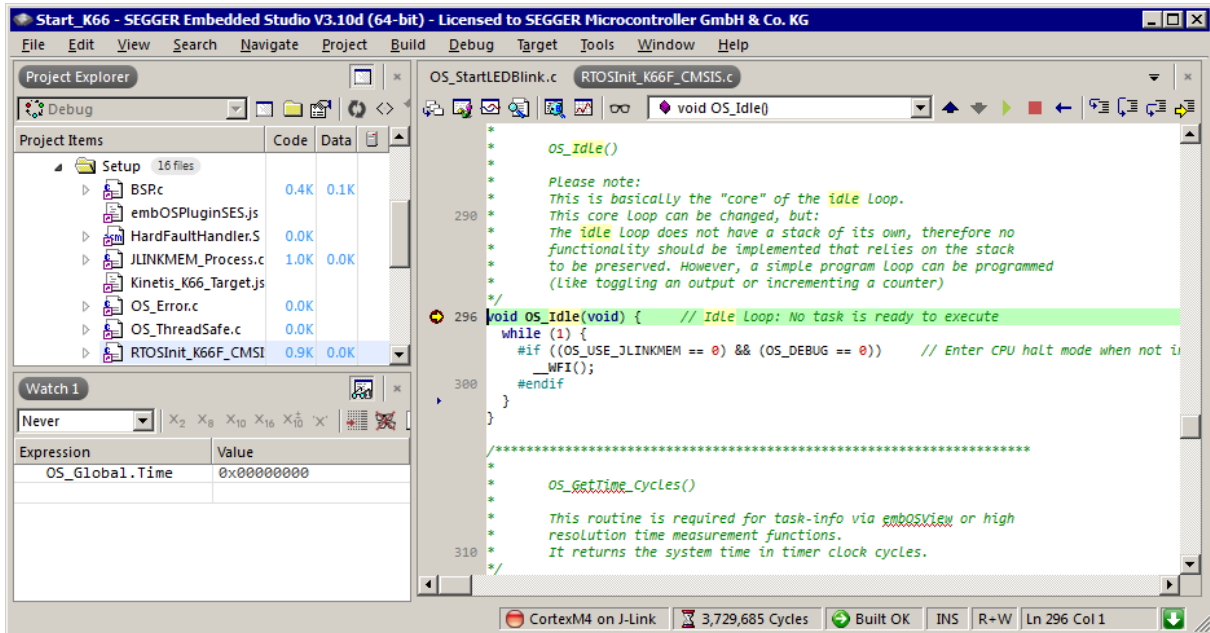 Start_K66 - SEGGER Embedded Studio V3.10d (64-bit) - Licensed to SEGGER Microcontroller GmbH & Co. KG
File Edit View Search Navigate Project Build Debug Target Tools Window Help
Project Explorer
Debug
Project Items Code Data
Setup 16 files
BSP.c 0.4K 0.1K
embOSPluginSES.js
HardFaultHandler.S 0.0K
JLINKMEM_Process.c 1.0K 0.0K
Kinetis_K66_Target.js
OS_Error.c 0.0K
OS_ThreadSafe.c 0.0K
RTOSInit_K66F_CMSI 0.9K 0.0K
Watch 1
Never
Expression Value
OS_Global.Time 0x00000000
OS_StartLEDBlink.c RTOSInit_K66F_CMSIS.c
void OS_Idle()
*
* OS_Idle()
*
* Please note:
* This is basically the "core" of the idle loop.
290 * This core loop can be changed, but:
* The idle loop does not have a stack of its own, therefore no
* functionality should be implemented that relies on the stack
* to be preserved. However, a simple program loop can be programmed
* (like toggling an output or incrementing a counter)
*/
296 void OS_Idle(void) { // Idle loop: No task is ready to execute
while (1) {
#if ((OS_USE_JLINKMEM == 0) && (OS_DEBUG == 0)) // Enter CPU halt mode when not i
__WFI();
300 #endif
}
}
/*********************************************************************
*
* OS_GetTime_Cycles()
*
* This routine is required for task-info via embOSView or high
* resolution time measurement functions.
310 * It returns the system time in timer clock cycles.
*/
CortexM4 on J-Link 3,729,685 Cycles Built OK INS R+W Ln 296 Col 1